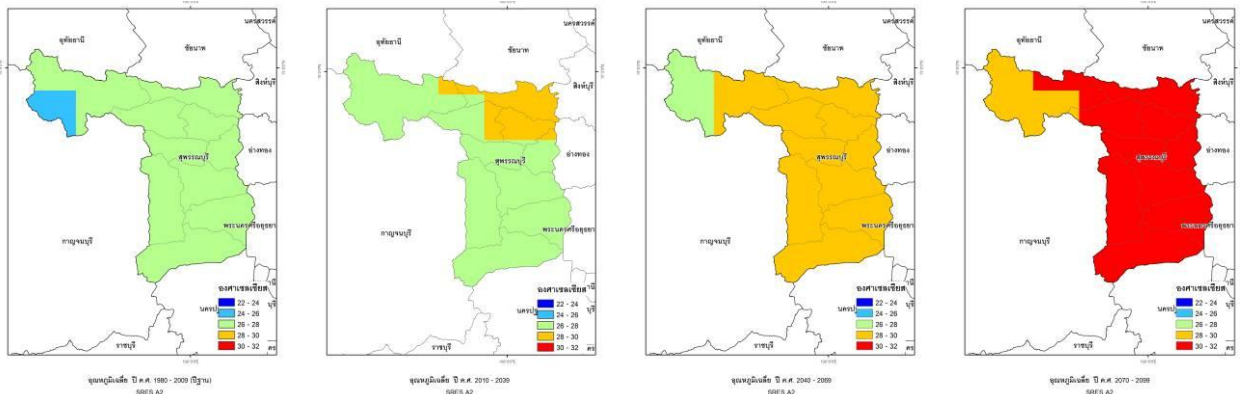 นครสวรรค์
อุทัยธานี
ชัยนาท
สิงห์บุรี
อ่างทอง
สุพรรณบุรี
พระนครศรีอยุธยา
กาญจนบุรี
องศาเซลเซียส
22 - 24
24 - 26
26 - 28
28 - 30
30 - 32
ราชบุรี
อุณหภูมิเฉลี่ย ปี ค.ศ. 1980 - 2009 (ปีฐาน)
SRES A2
นครสวรรค์
อุทัยธานี
ชัยนาท
สิงห์บุรี
อ่างทอง
สุพรรณบุรี
พระนครศรีอยุธยา
กาญจนบุรี
องศาเซลเซียส
22 - 24
24 - 26
26 - 28
28 - 30
30 - 32
ราชบุรี
อุณหภูมิเฉลี่ย ปี ค.ศ. 2010 - 2039
SRES A2
นครสวรรค์
อุทัยธานี
ชัยนาท
สิงห์บุรี
อ่างทอง
สุพรรณบุรี
พระนครศรีอยุธยา
กาญจนบุรี
องศาเซลเซียส
22 - 24
24 - 26
26 - 28
28 - 30
30 - 32
ราชบุรี
อุณหภูมิเฉลี่ย ปี ค.ศ. 2040 - 2069
SRES A2
นครสวรรค์
อุทัยธานี
ชัยนาท
สิงห์บุรี
อ่างทอง
สุพรรณบุรี
พระนครศรีอยุธยา
กาญจนบุรี
องศาเซลเซียส
22 - 24
24 - 26
26 - 28
28 - 30
30 - 32
ราชบุรี
อุณหภูมิเฉลี่ย ปี ค.ศ. 2070 - 2099
SRES A2